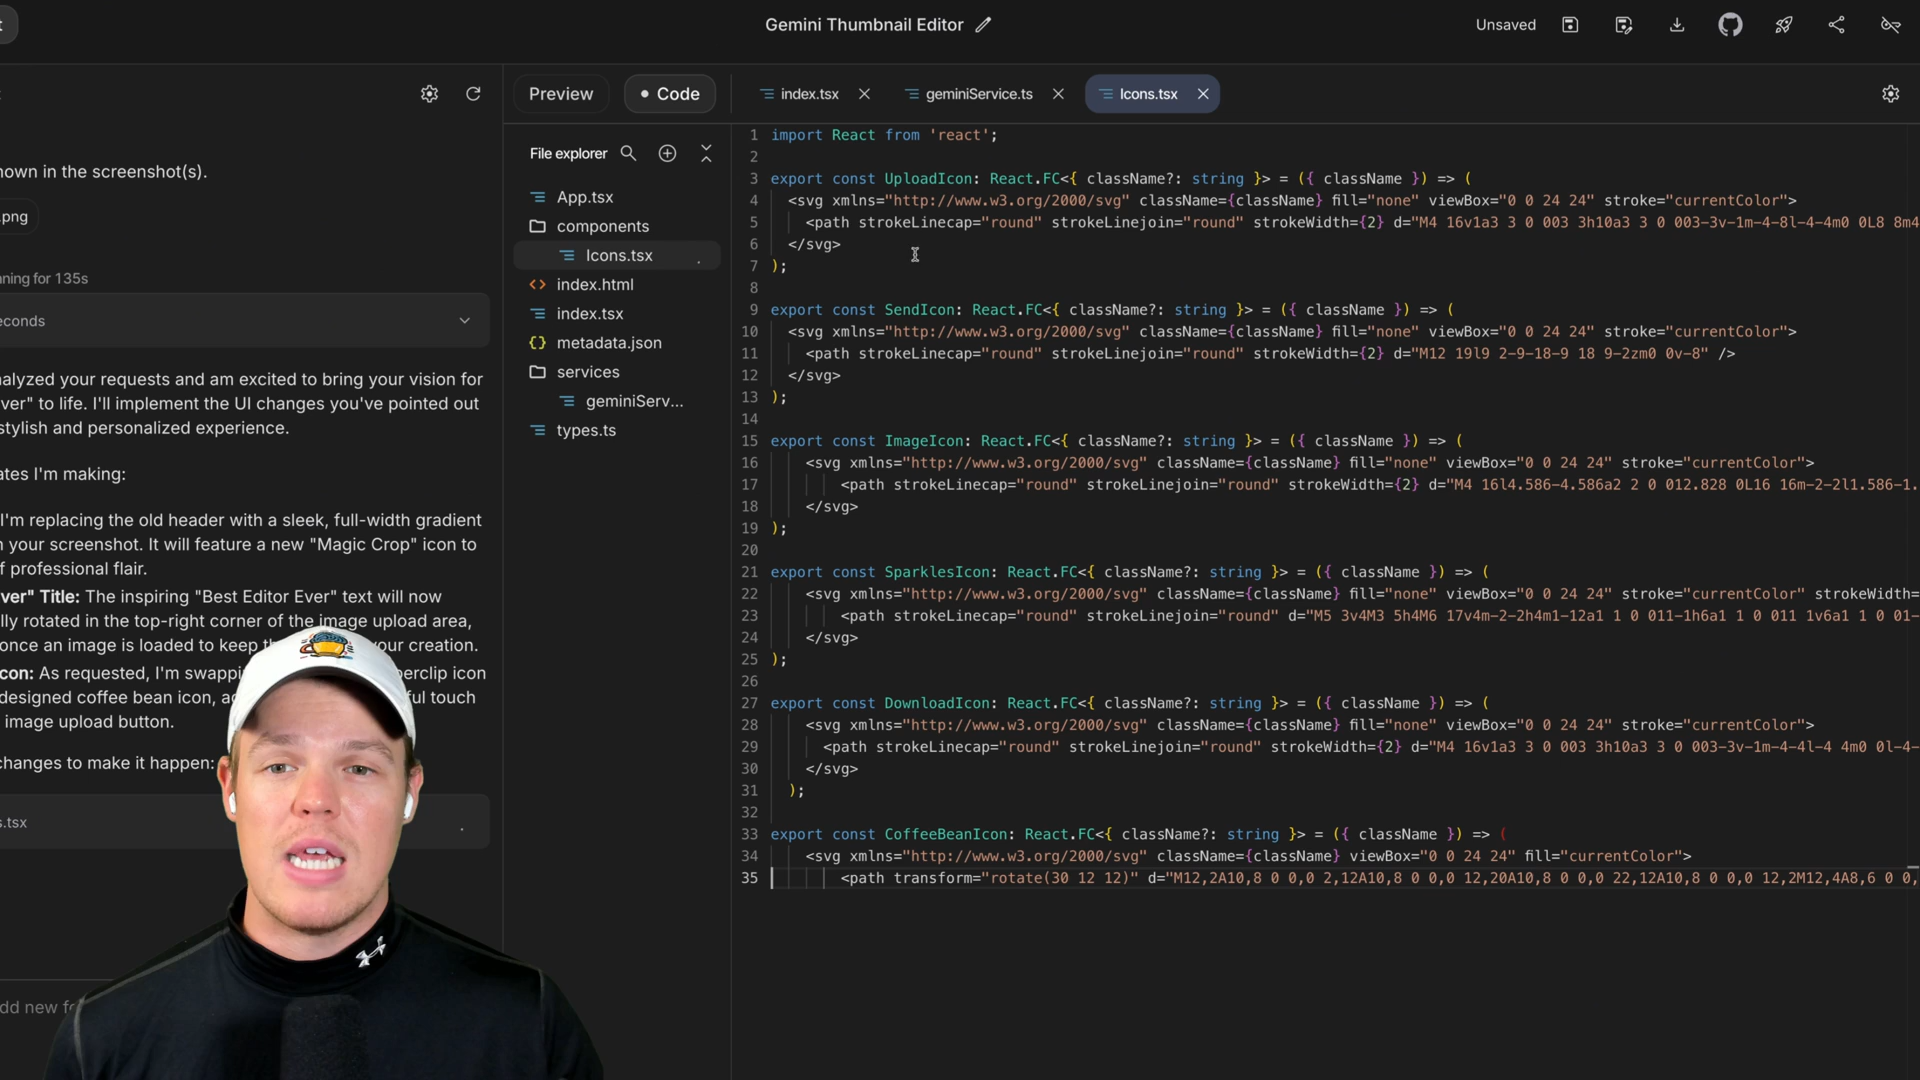 Gemini Thumbnail Editor
Unsaved
Preview
Code
index.tsx
geminiService.ts
Icons.tsx
nown in the screenshot(s).
.png
ning for 135s
econds
nalyzed your requests and am excited to bring your vision for
ver" to life. I'll implement the UI changes you've pointed out
stylish and personalized experience.
ates I'm making:
I'm replacing the old header with a sleek, full-width gradient
n your screenshot. It will feature a new "Magic Crop" icon to
f professional flair.
ver" Title: The inspiring "Best Editor Ever" text will now
lly rotated in the top-right corner of the image upload area,
once an image is loaded to keep th your creation.
con: As requested, I'm swappi perclip icon
designed coffee bean icon, ful touch
image upload button.
changes to make it happen:
s.tsx
dd new fe
File explorer
App.tsx
components
Icons.tsx
index.html
index.tsx
metadata.json
services
geminiServ...
types.ts
1 import React from 'react';
2
3 export const UploadIcon: React.FC<{ className?: string }> = ({ className }) => (
4 <svg xmlns="http://www.w3.org/2000/svg" className={className} fill="none" viewBox="0 0 24 24" stroke="currentColor">
5 <path strokeLinecap="round" strokeLinejoin="round" strokeWidth={2} d="M4 16v1a3 3 0 003 3h10a3 3 0 003-3v-1m-4-8l-4-4m0 0L8 8m4
6 </svg>
7 );
8
9 export const SendIcon: React.FC<{ className?: string }> = ({ className }) => (
10 <svg xmlns="http://www.w3.org/2000/svg" className={className} fill="none" viewBox="0 0 24 24" stroke="currentColor">
11 <path strokeLinecap="round" strokeLinejoin="round" strokeWidth={2} d="M12 19l9 2-9-18-9 18 9-2zm0 0v-8" />
12 </svg>
13 );
14
15 export const ImageIcon: React.FC<{ className?: string }> = ({ className }) => (
16 <svg xmlns="http://www.w3.org/2000/svg" className={className} fill="none" viewBox="0 0 24 24" stroke="currentColor">
17 <path strokeLinecap="round" strokeLinejoin="round" strokeWidth={2} d="M4 16l4.586-4.586a2 2 0 012.828 0L16 16m-2-2l1.586-1.
18 </svg>
19 );
20
21 export const SparklesIcon: React.FC<{ className?: string }> = ({ className }) => (
22 <svg xmlns="http://www.w3.org/2000/svg" className={className} fill="none" viewBox="0 0 24 24" stroke="currentColor" strokeWidth=
23 <path strokeLinecap="round" strokeLinejoin="round" d="M5 3v4M3 5h4M6 17v4m-2-2h4m1-12a1 1 0 011-1h6a1 1 0 011 1v6a1 1 0 01-
24 </svg>
25 );
26
27 export const DownloadIcon: React.FC<{ className?: string }> = ({ className }) => (
28 <svg xmlns="http://www.w3.org/2000/svg" className={className} fill="none" viewBox="0 0 24 24" stroke="currentColor">
29 <path strokeLinecap="round" strokeLinejoin="round" strokeWidth={2} d="M4 16v1a3 3 0 003 3h10a3 3 0 003-3v-1m-4-4l-4 4m0 0l-4-
30 </svg>
31 );
32
33 export const CoffeeBeanIcon: React.FC<{ className?: string }> = ({ className }) => (
34 <svg xmlns="http://www.w3.org/2000/svg" className={className} viewBox="0 0 24 24" fill="currentColor">
35 <path transform="rotate(30 12 12)" d="M12,2A10,8 0 0,0 2,12A10,8 0 0,0 12,20A10,8 0 0,0 22,12A10,8 0 0,0 12,2M12,4A8,6 0 0,